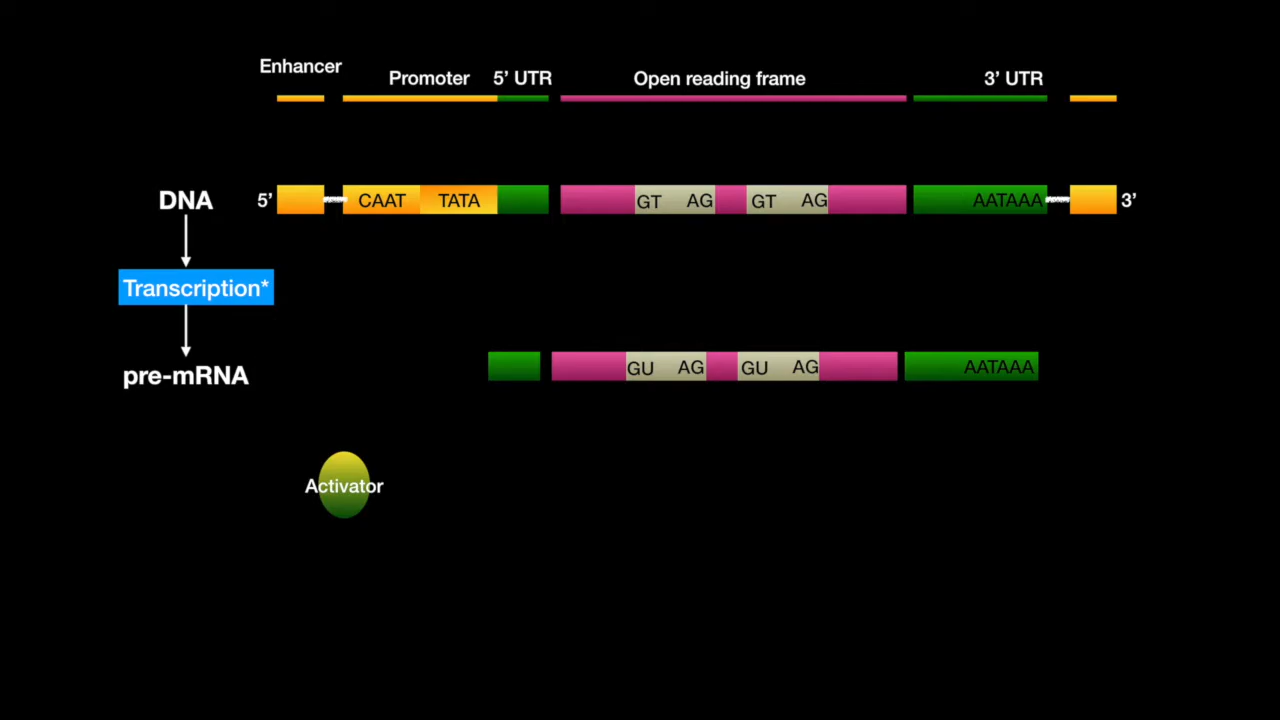 Enhancer
Promoter 5’ UTR Open reading frame 3’ UTR
DNA 5’ CAAT TATA GT AG GT AG AATAAA 3’
Transcription*
pre-mRNA GU AG GU AG AATAAA
Activator